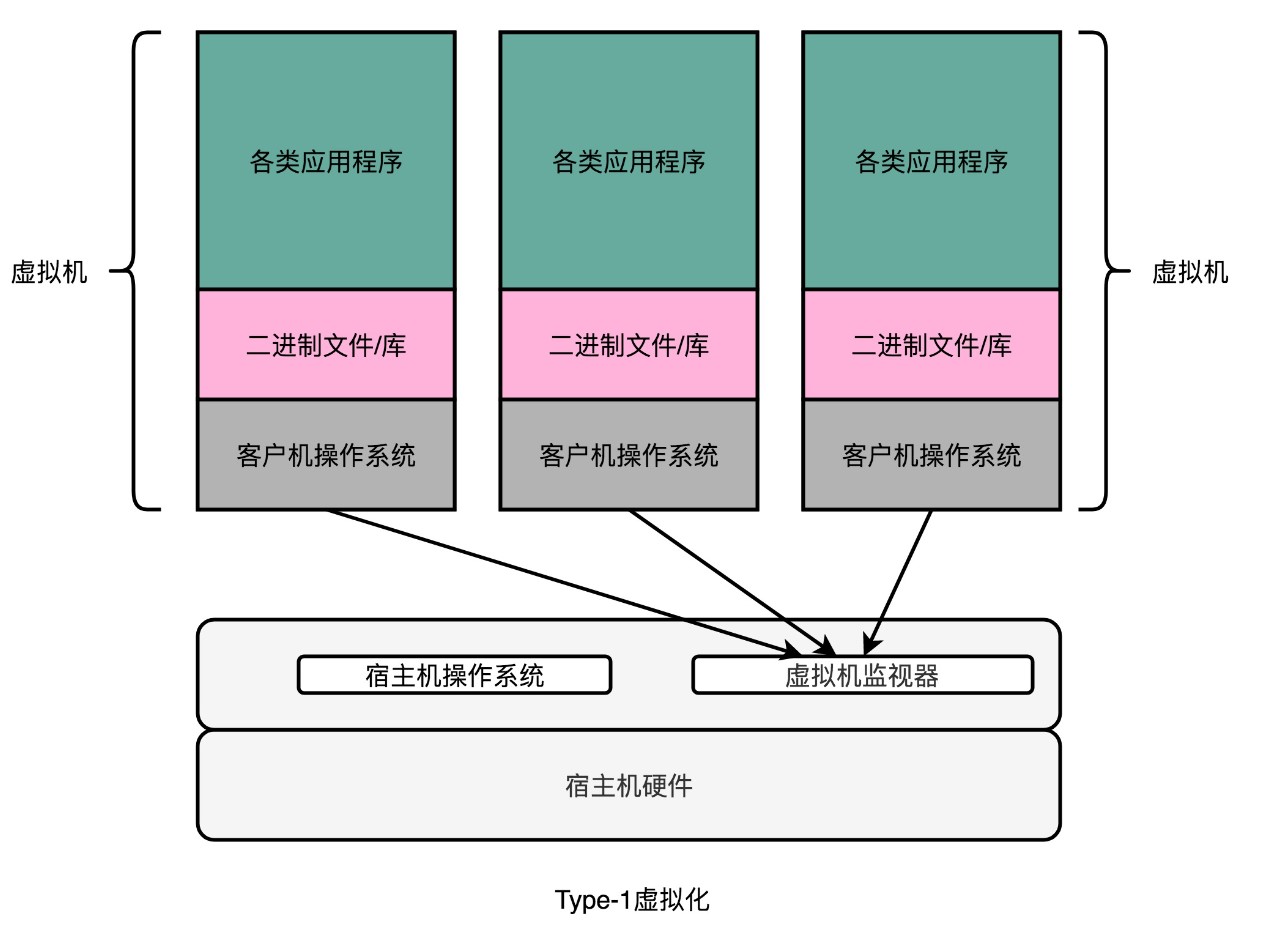 各类应用程序
各类应用程序
各类应用程序
虚拟机
虚拟机
二进制文件/库
二进制文件/库
二进制文件/库
客户机操作系统
客户机操作系统
客户机操作系统
宿主机操作系统
虚拟机监视器
宿主机硬件
Type-1虚拟化